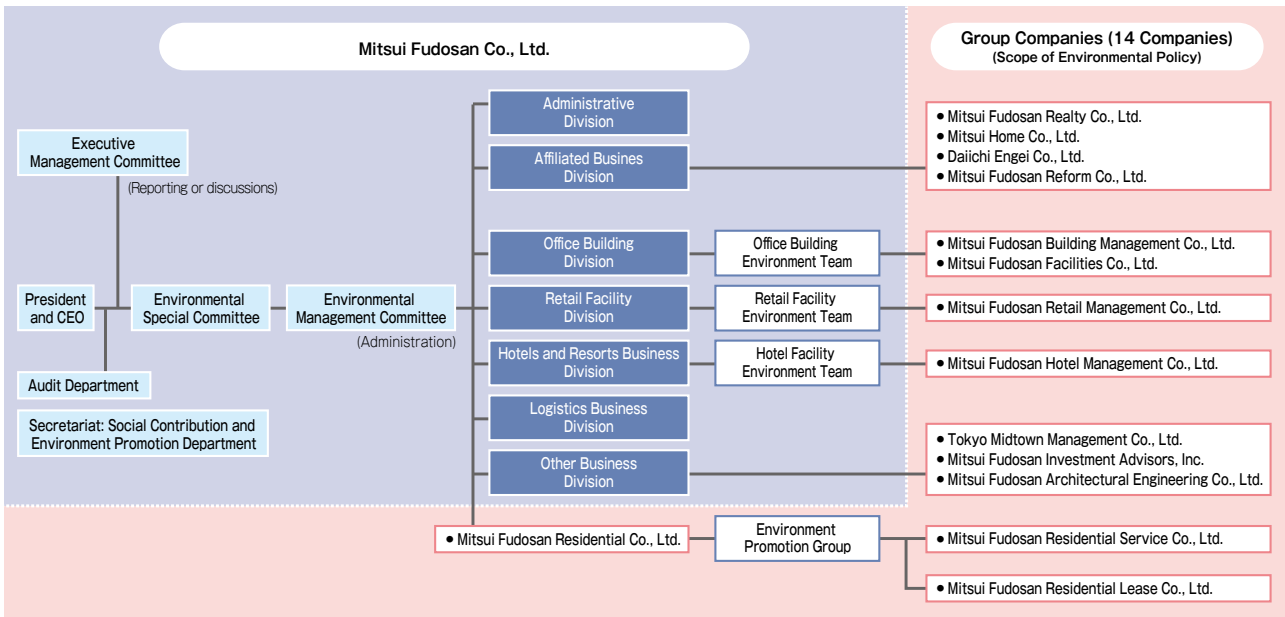 Mitsui Fudosan Co., Ltd.
Group Companies (14 Companies)
(Scope of Environmental Policy)
Executive
Management Committee
(Reporting or discussions)
President
and CEO
Environmental
Special Committee
Environmental
Management Committee
(Administration)
Audit Department
Secretariat: Social Contribution and
Environment Promotion Department
Administrative
Division
Affiliated Busines
Division
● Mitsui Fudosan Realty Co., Ltd.
● Mitsui Home Co., Ltd.
● Daiichi Engei Co., Ltd.
● Mitsui Fudosan Reform Co., Ltd.
Office Building
Division
Office Building
Environment Team
● Mitsui Fudosan Building Management Co., Ltd.
● Mitsui Fudosan Facilities Co., Ltd.
Retail Facility
Division
Retail Facility
Environment Team
● Mitsui Fudosan Retail Management Co., Ltd.
Hotels and Resorts Business
Division
Hotel Facility
Environment Team
● Mitsui Fudosan Hotel Management Co., Ltd.
Logistics Business
Division
Other Business
Division
● Tokyo Midtown Management Co., Ltd.
● Mitsui Fudosan Investment Advisors, Inc.
● Mitsui Fudosan Architectural Engineering Co., Ltd.
● Mitsui Fudosan Residential Co., Ltd.
Environment
Promotion Group
● Mitsui Fudosan Residential Service Co., Ltd.
● Mitsui Fudosan Residential Lease Co., Ltd.